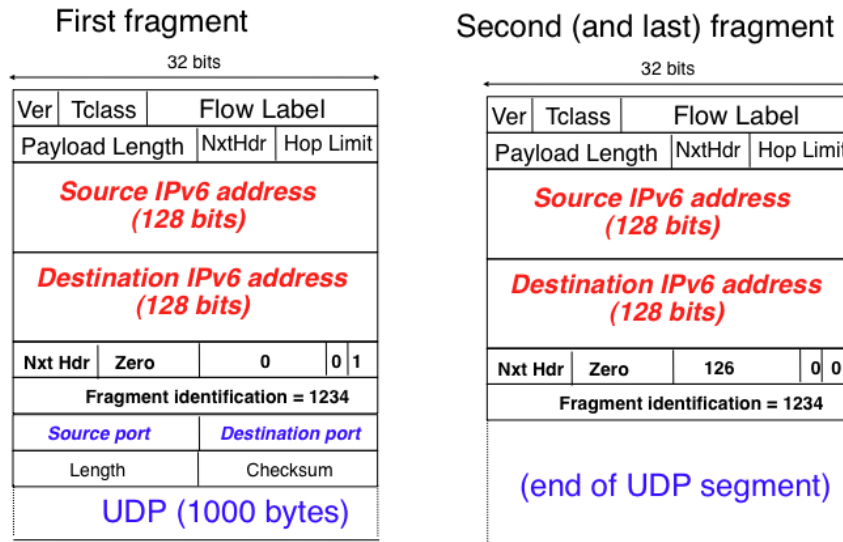 First fragment
32 bits
Ver Tclass Flow Label
Payload Length NxtHdr Hop Limit
Source IPv6 address
(128 bits)
Destination IPv6 address
(128 bits)
Nxt Hdr Zero 0 0 1
Fragment identification = 1234
Source port Destination port
Length Checksum
UDP (1000 bytes)
Second (and last) fragment
32 bits
Ver Tclass Flow Label
Payload Length NxtHdr Hop Limit
Source IPv6 address
(128 bits)
Destination IPv6 address
(128 bits)
Nxt Hdr Zero 126 0 0
Fragment identification = 1234
(end of UDP segment)